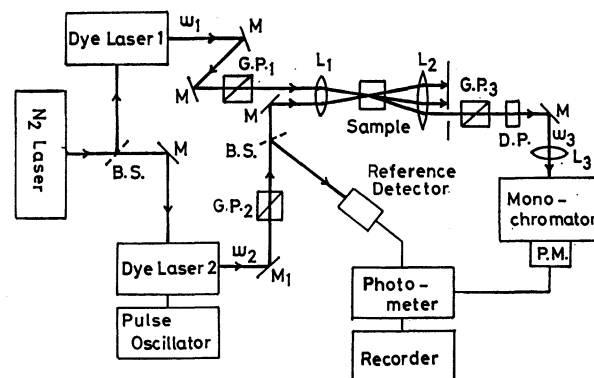 Dye Laser 1
ω1
M
M
G.P.1
L1
L2
G.P.3
M
M
Sample
D.P.
ω3
L3
N2 Laser
B.S.
M
B.S.
Reference
Detector
Mono-
chromator
P.M.
G.P.2
Dye Laser 2
ω2
M1
Pulse
Oscillator
Photo-
meter
Recorder